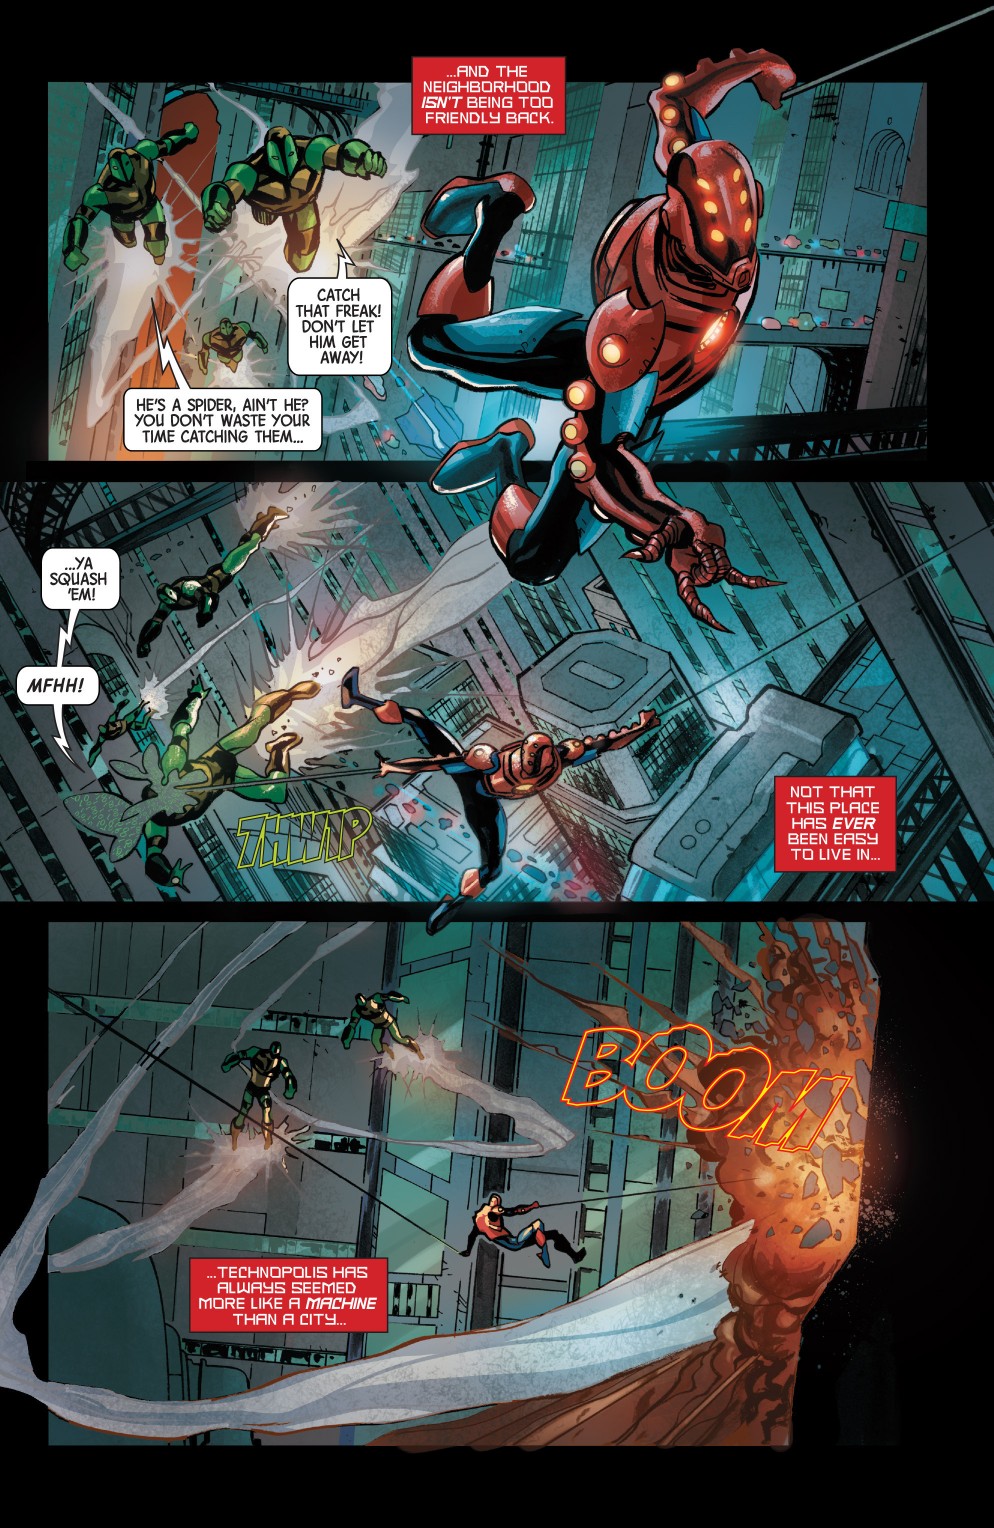 ...AND THE
NEIGHBORHOOD
ISN'T BEING TOO
FRIENDLY BACK.
CATCH
THAT FREAK!
DON'T LET
HIM GET
AWAY!
HE'S A SPIDER, AIN'T HE?
YOU DON'T WASTE YOUR
TIME CATCHING THEM...
...YA
SQUASH
'EM!
MFHH!
THWIP
NOT THAT
THIS PLACE
HAS EVER
BEEN EASY
TO LIVE IN...
BOOM
...TECHNOPOLIS HAS
ALWAYS SEEMED
MORE LIKE A MACHINE
THAN A CITY...